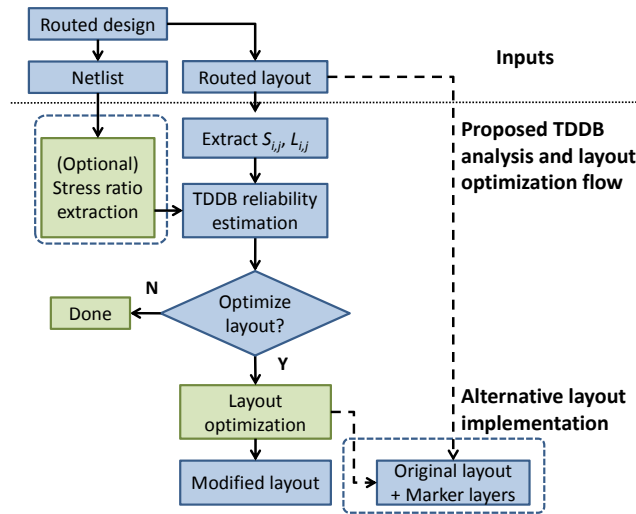 Routed design
Netlist
Routed layout
Inputs
Extract S_{i,j}, L_{i,j}
Proposed TDDB
analysis and layout
optimization flow
(Optional)
Stress ratio
extraction
TDDB reliability
estimation
N
Done
Optimize
layout?
Y
Layout
optimization
Alternative layout
implementation
Modified layout
Original layout
+ Marker layers